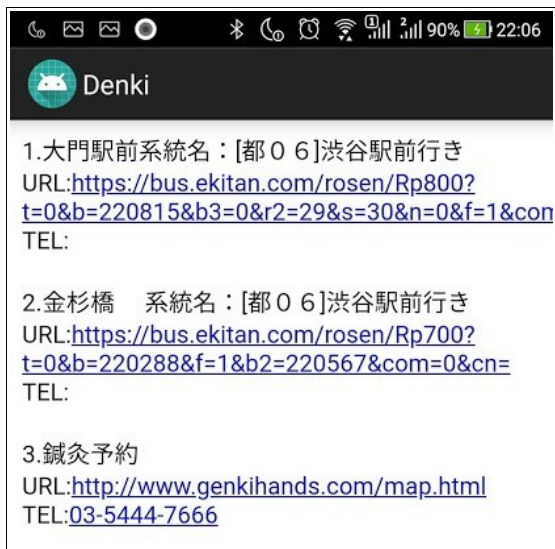 1 2 90% 22:06
Denki
1.大門駅前系統名：[都０６]渋谷駅前行き
URL:https://bus.ekitan.com/rosen/Rp800?
t=0&b=220815&b3=0&r2=29&s=30&n=0&f=1&com
TEL:
2.金杉橋　系統名：[都０６]渋谷駅前行き
URL:https://bus.ekitan.com/rosen/Rp700?
t=0&b=220288&f=1&b2=220567&com=0&cn=
TEL:
3.鍼灸予約
URL:http://www.genkihands.com/map.html
TEL:03-5444-7666